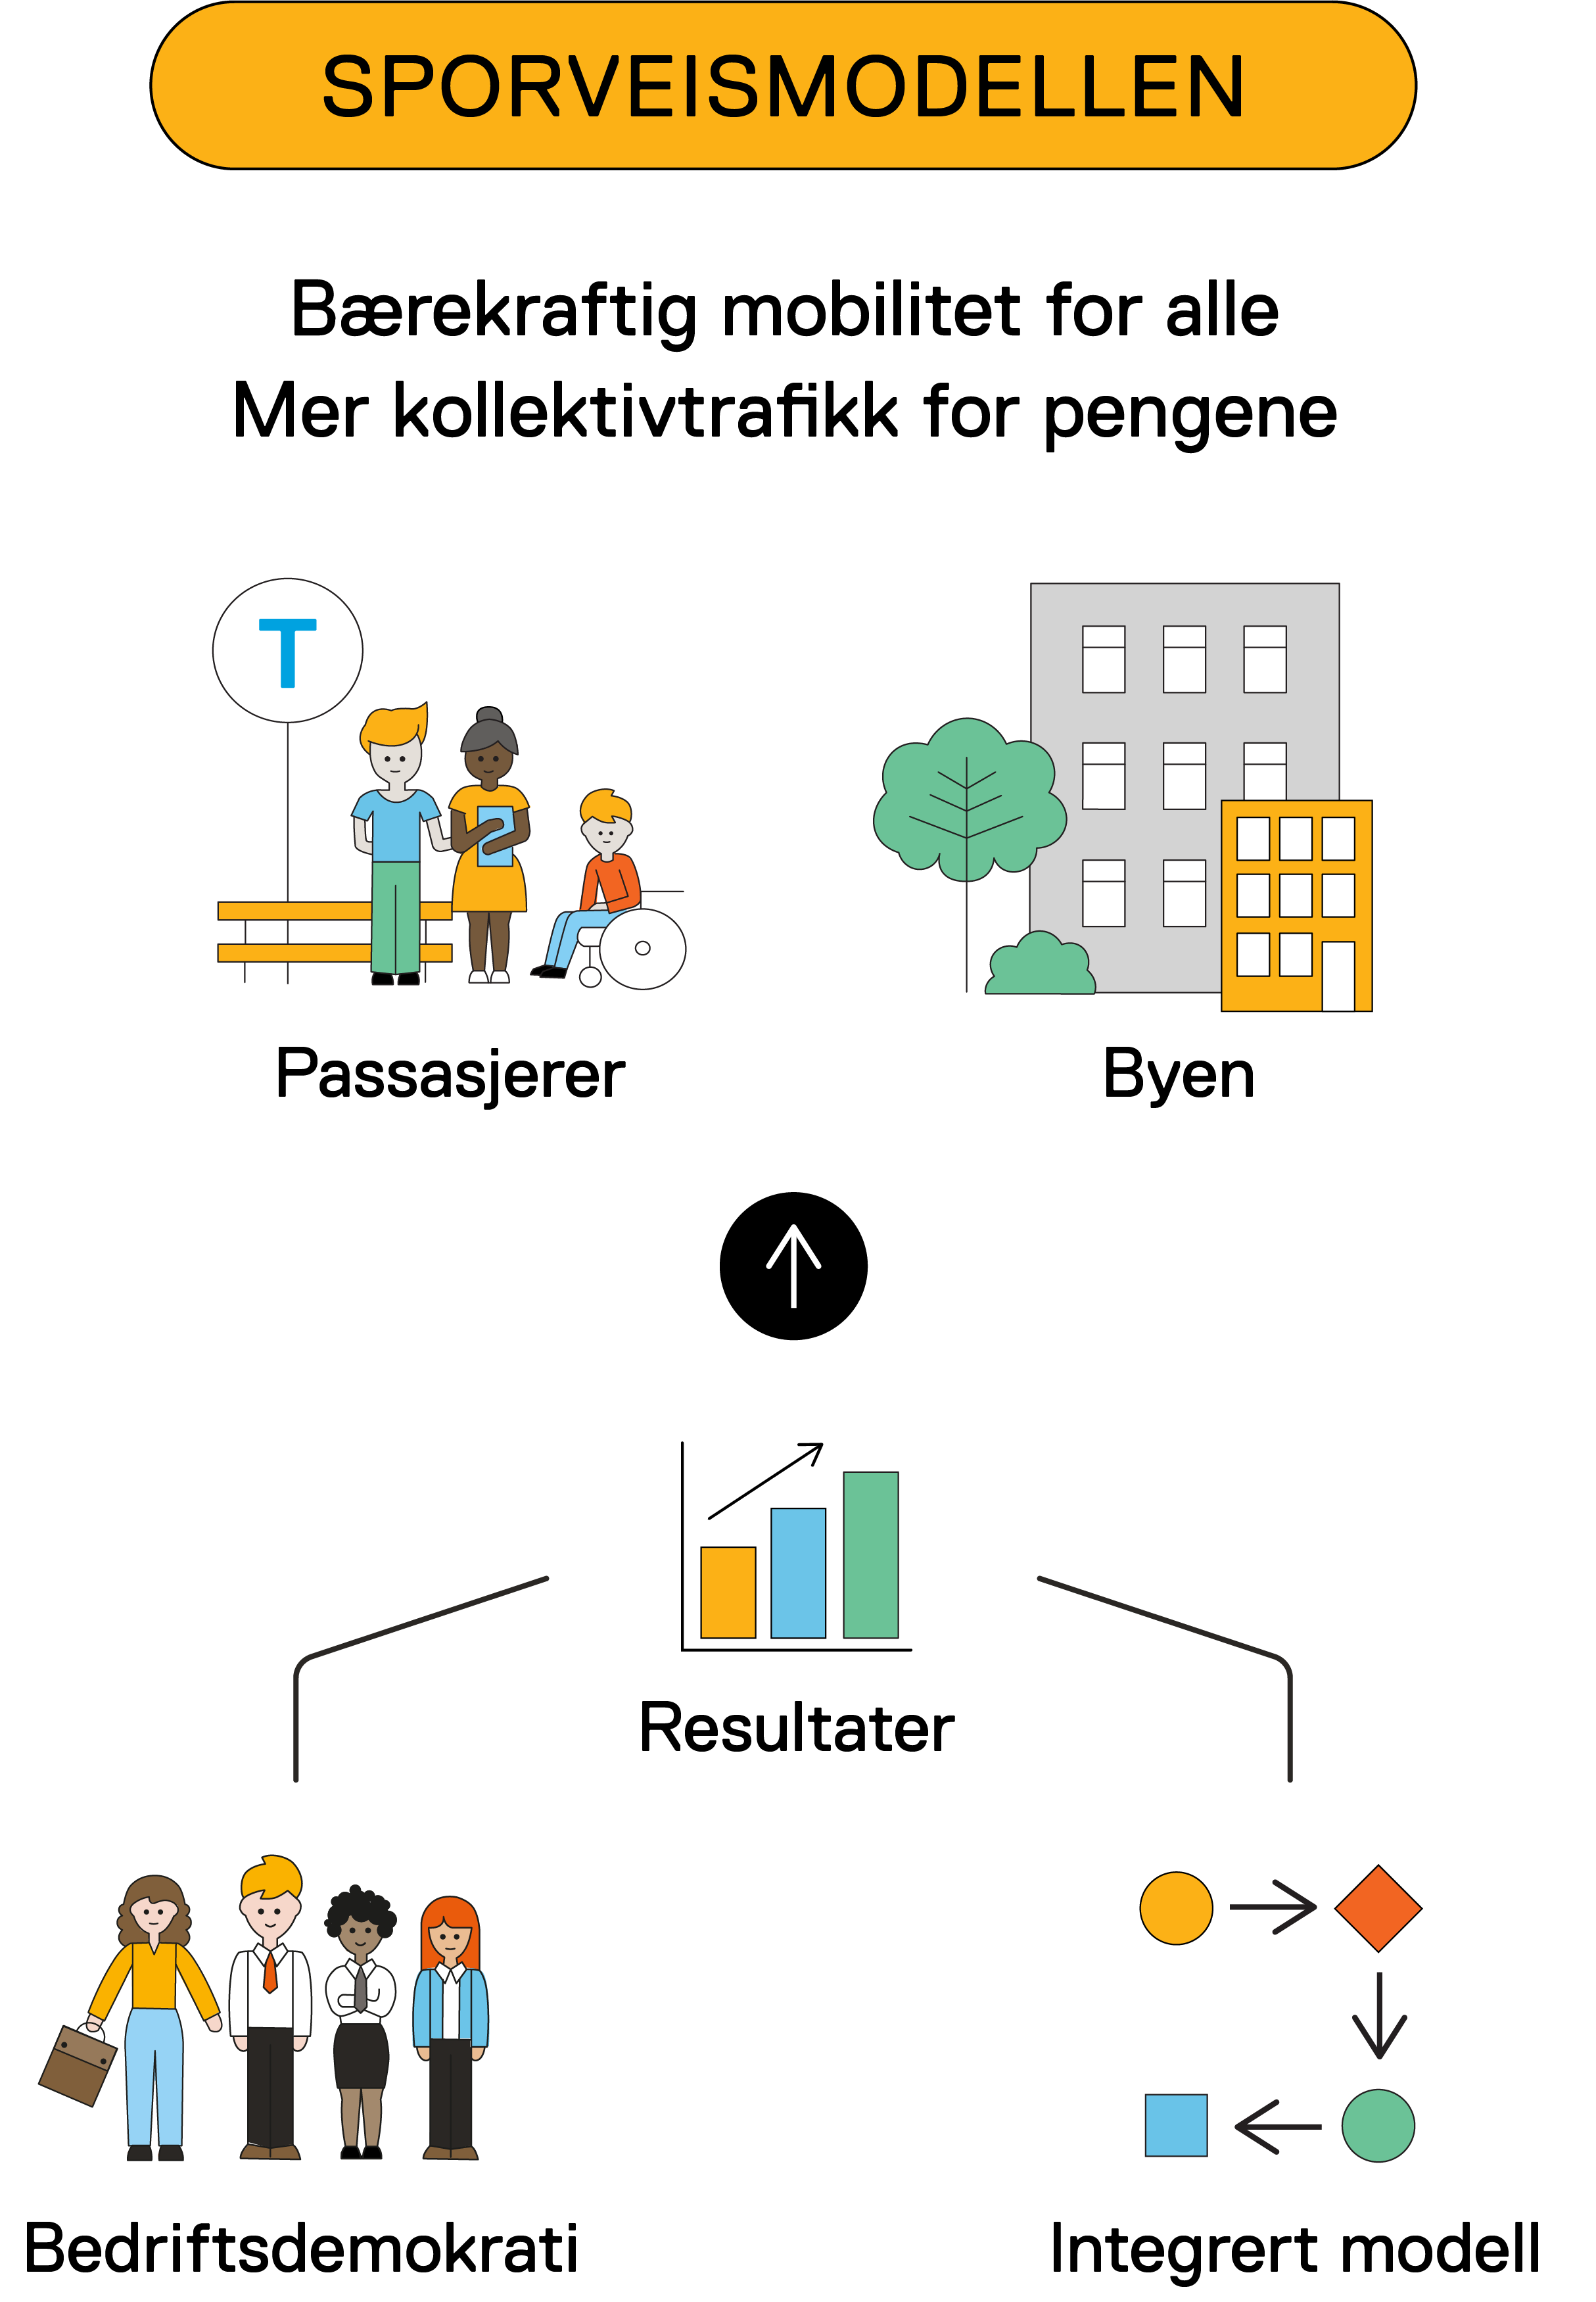 SPORVEISMODELLEN
Bærekraftig mobilitet for alle
Mer kollektivtrafikk for pengene
T
Passasjerer
Byen
Resultater
Bedriftsdemokrati
Integrert modell